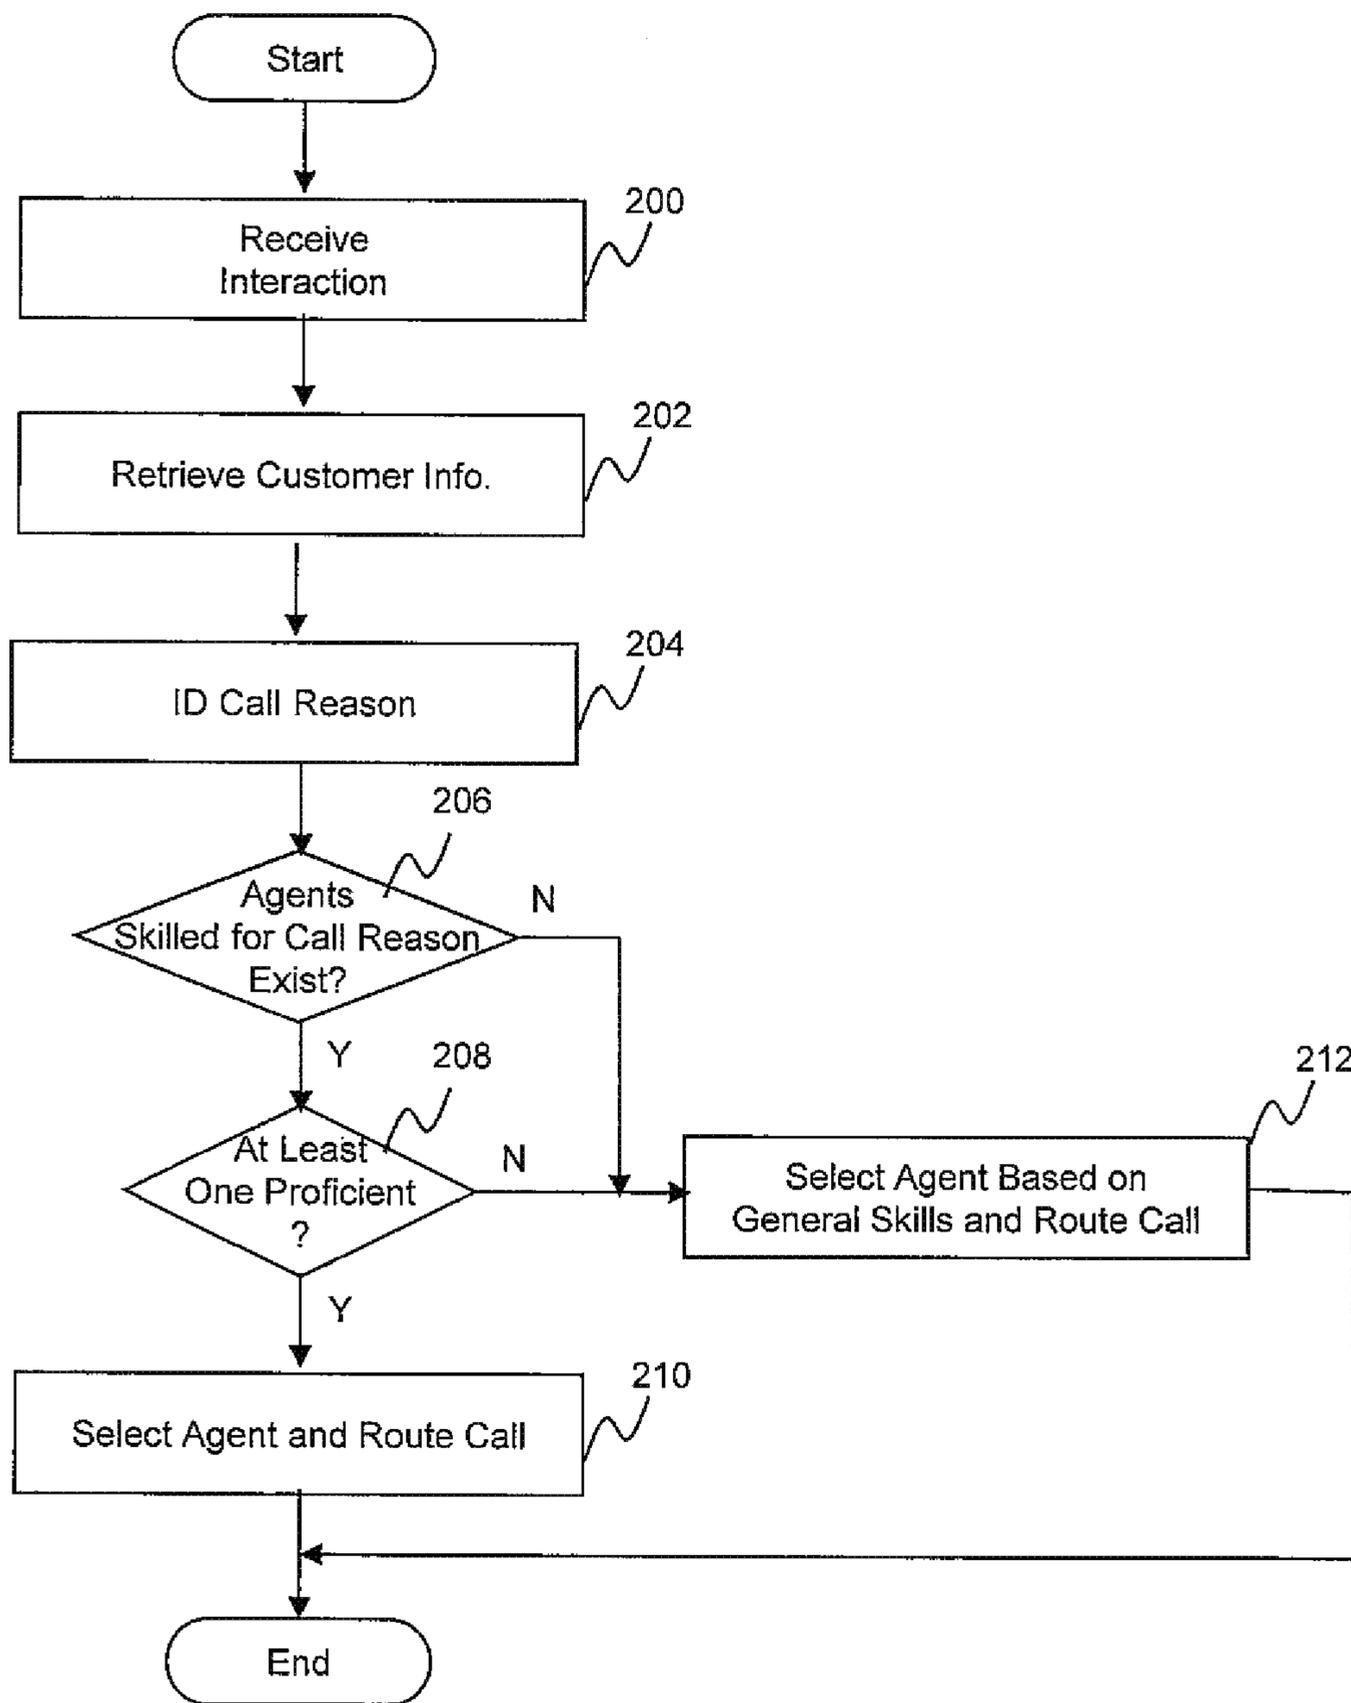 Start
200
Receive
Interaction
202
Retrieve Customer Info.
204
ID Call Reason
206
Agents
Skilled for Call Reason
Exist?
N
Y
208
At Least
One Proficient
?
N
212
Select Agent Based on
General Skills and Route Call
Y
210
Select Agent and Route Call
End